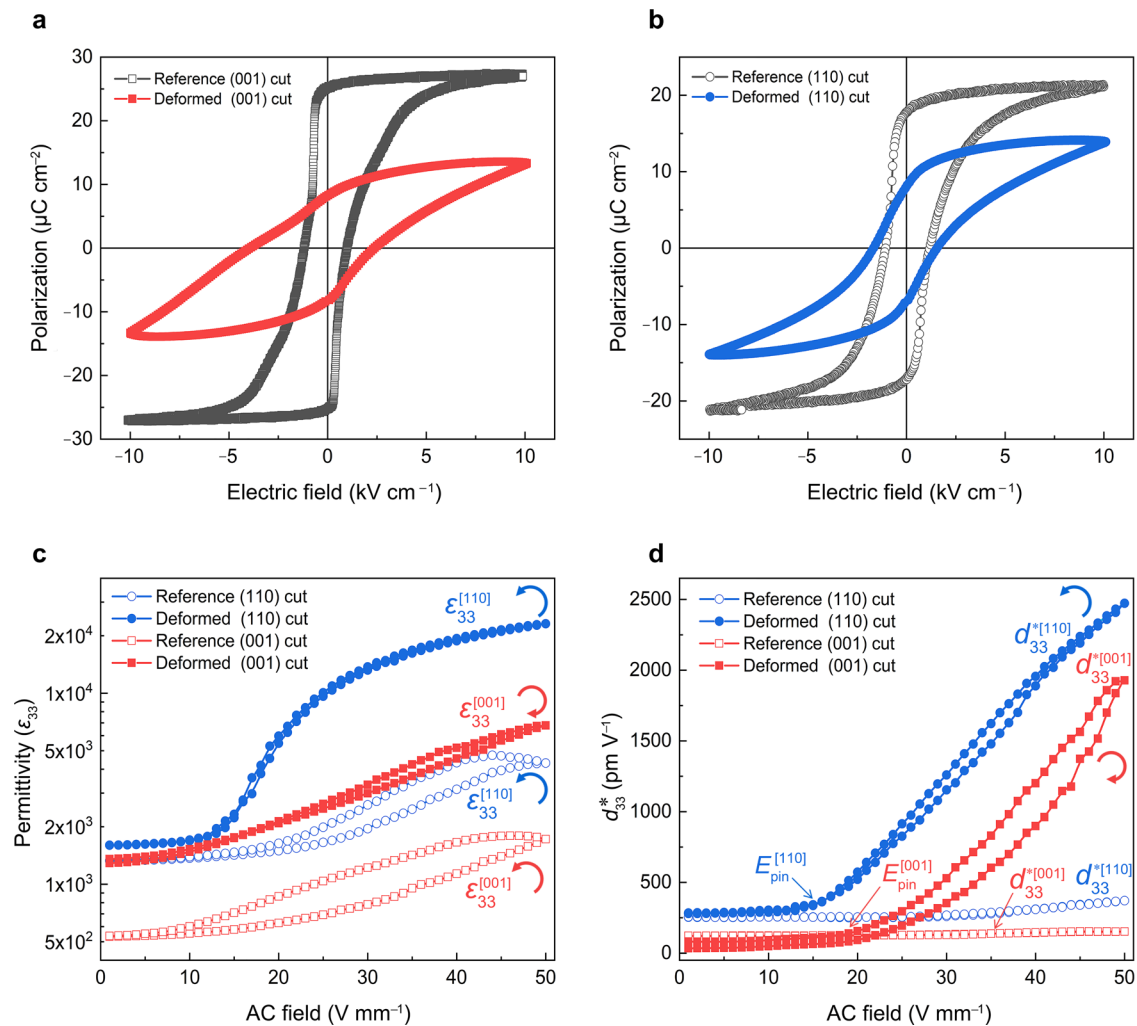 a
30
20
10
0
−10
−20
−30
Polarization (µC cm⁻²)
Reference (001) cut
Deformed (001) cut
−10
−5
0
5
10
Electric field (kV cm⁻¹)
b
20
10
0
−10
−20
Polarization (µC cm⁻²)
Reference (110) cut
Deformed (110) cut
−10
−5
0
5
10
Electric field (kV cm⁻¹)
c
Reference (110) cut
Deformed (110) cut
Reference (001) cut
Deformed (001) cut
ε₃₃^[110]
ε₃₃^[001]
ε₃₃^[110]
ε₃₃^[001]
2x10⁴
1x10⁴
5x10³
2x10³
1x10³
5x10²
Permittivity (ε₃₃)
0
10
20
30
40
50
AC field (V mm⁻¹)
d
Reference (110) cut
Deformed (110) cut
Reference (001) cut
Deformed (001) cut
d₃₃*[110]
d₃₃*[001]
E_pin^[110]
E_pin^[001]
d₃₃*[001]
d₃₃*[110]
2500
2000
1500
1000
500
250
0
d₃₃* (pm V⁻¹)
0
10
20
30
40
50
AC field (V mm⁻¹)